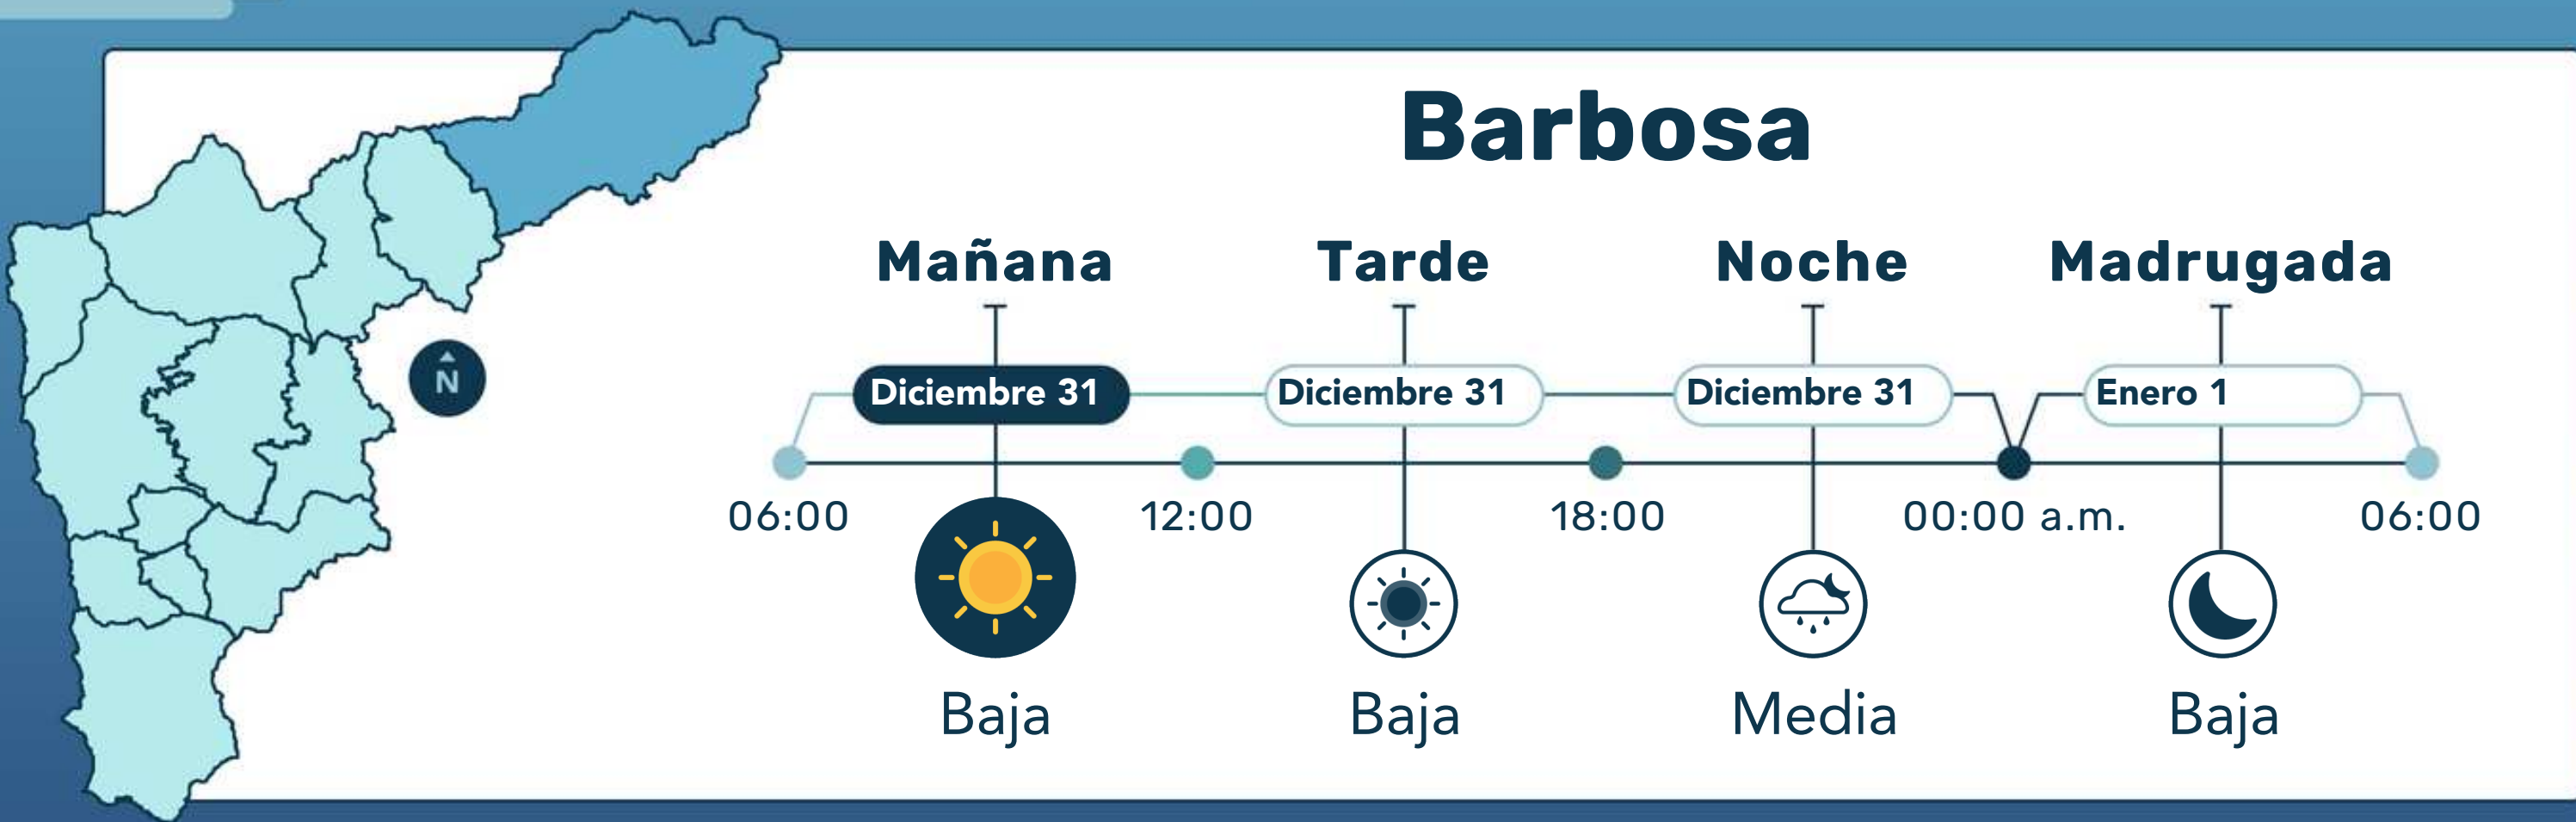 Barbosa
Mañana Tarde Noche Madrugada
Diciembre 31 Diciembre 31 Diciembre 31 Enero 1
N
06:00 12:00 18:00 00:00 a.m. 06:00
Baja Baja Media Baja